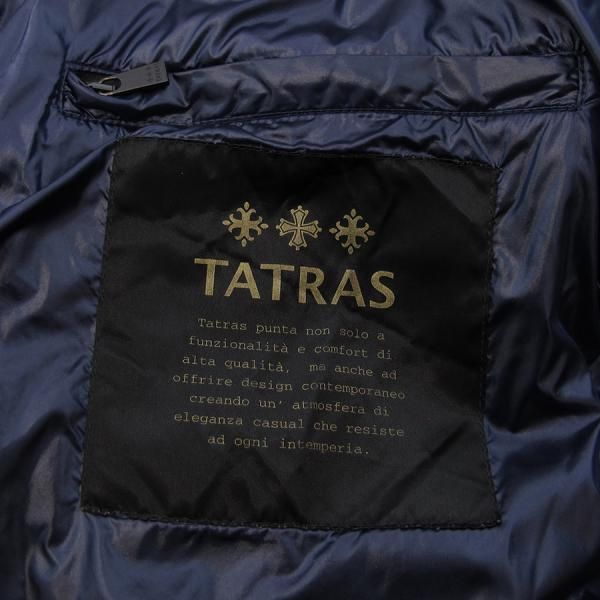 TATRAS
Tatras punta non solo a
funzionalità e comfort di
alta qualità, ma anche ad
offrire design contemporaneo
creando un' atmosfera di
eleganza casual che resiste
ad ogni intemperia.